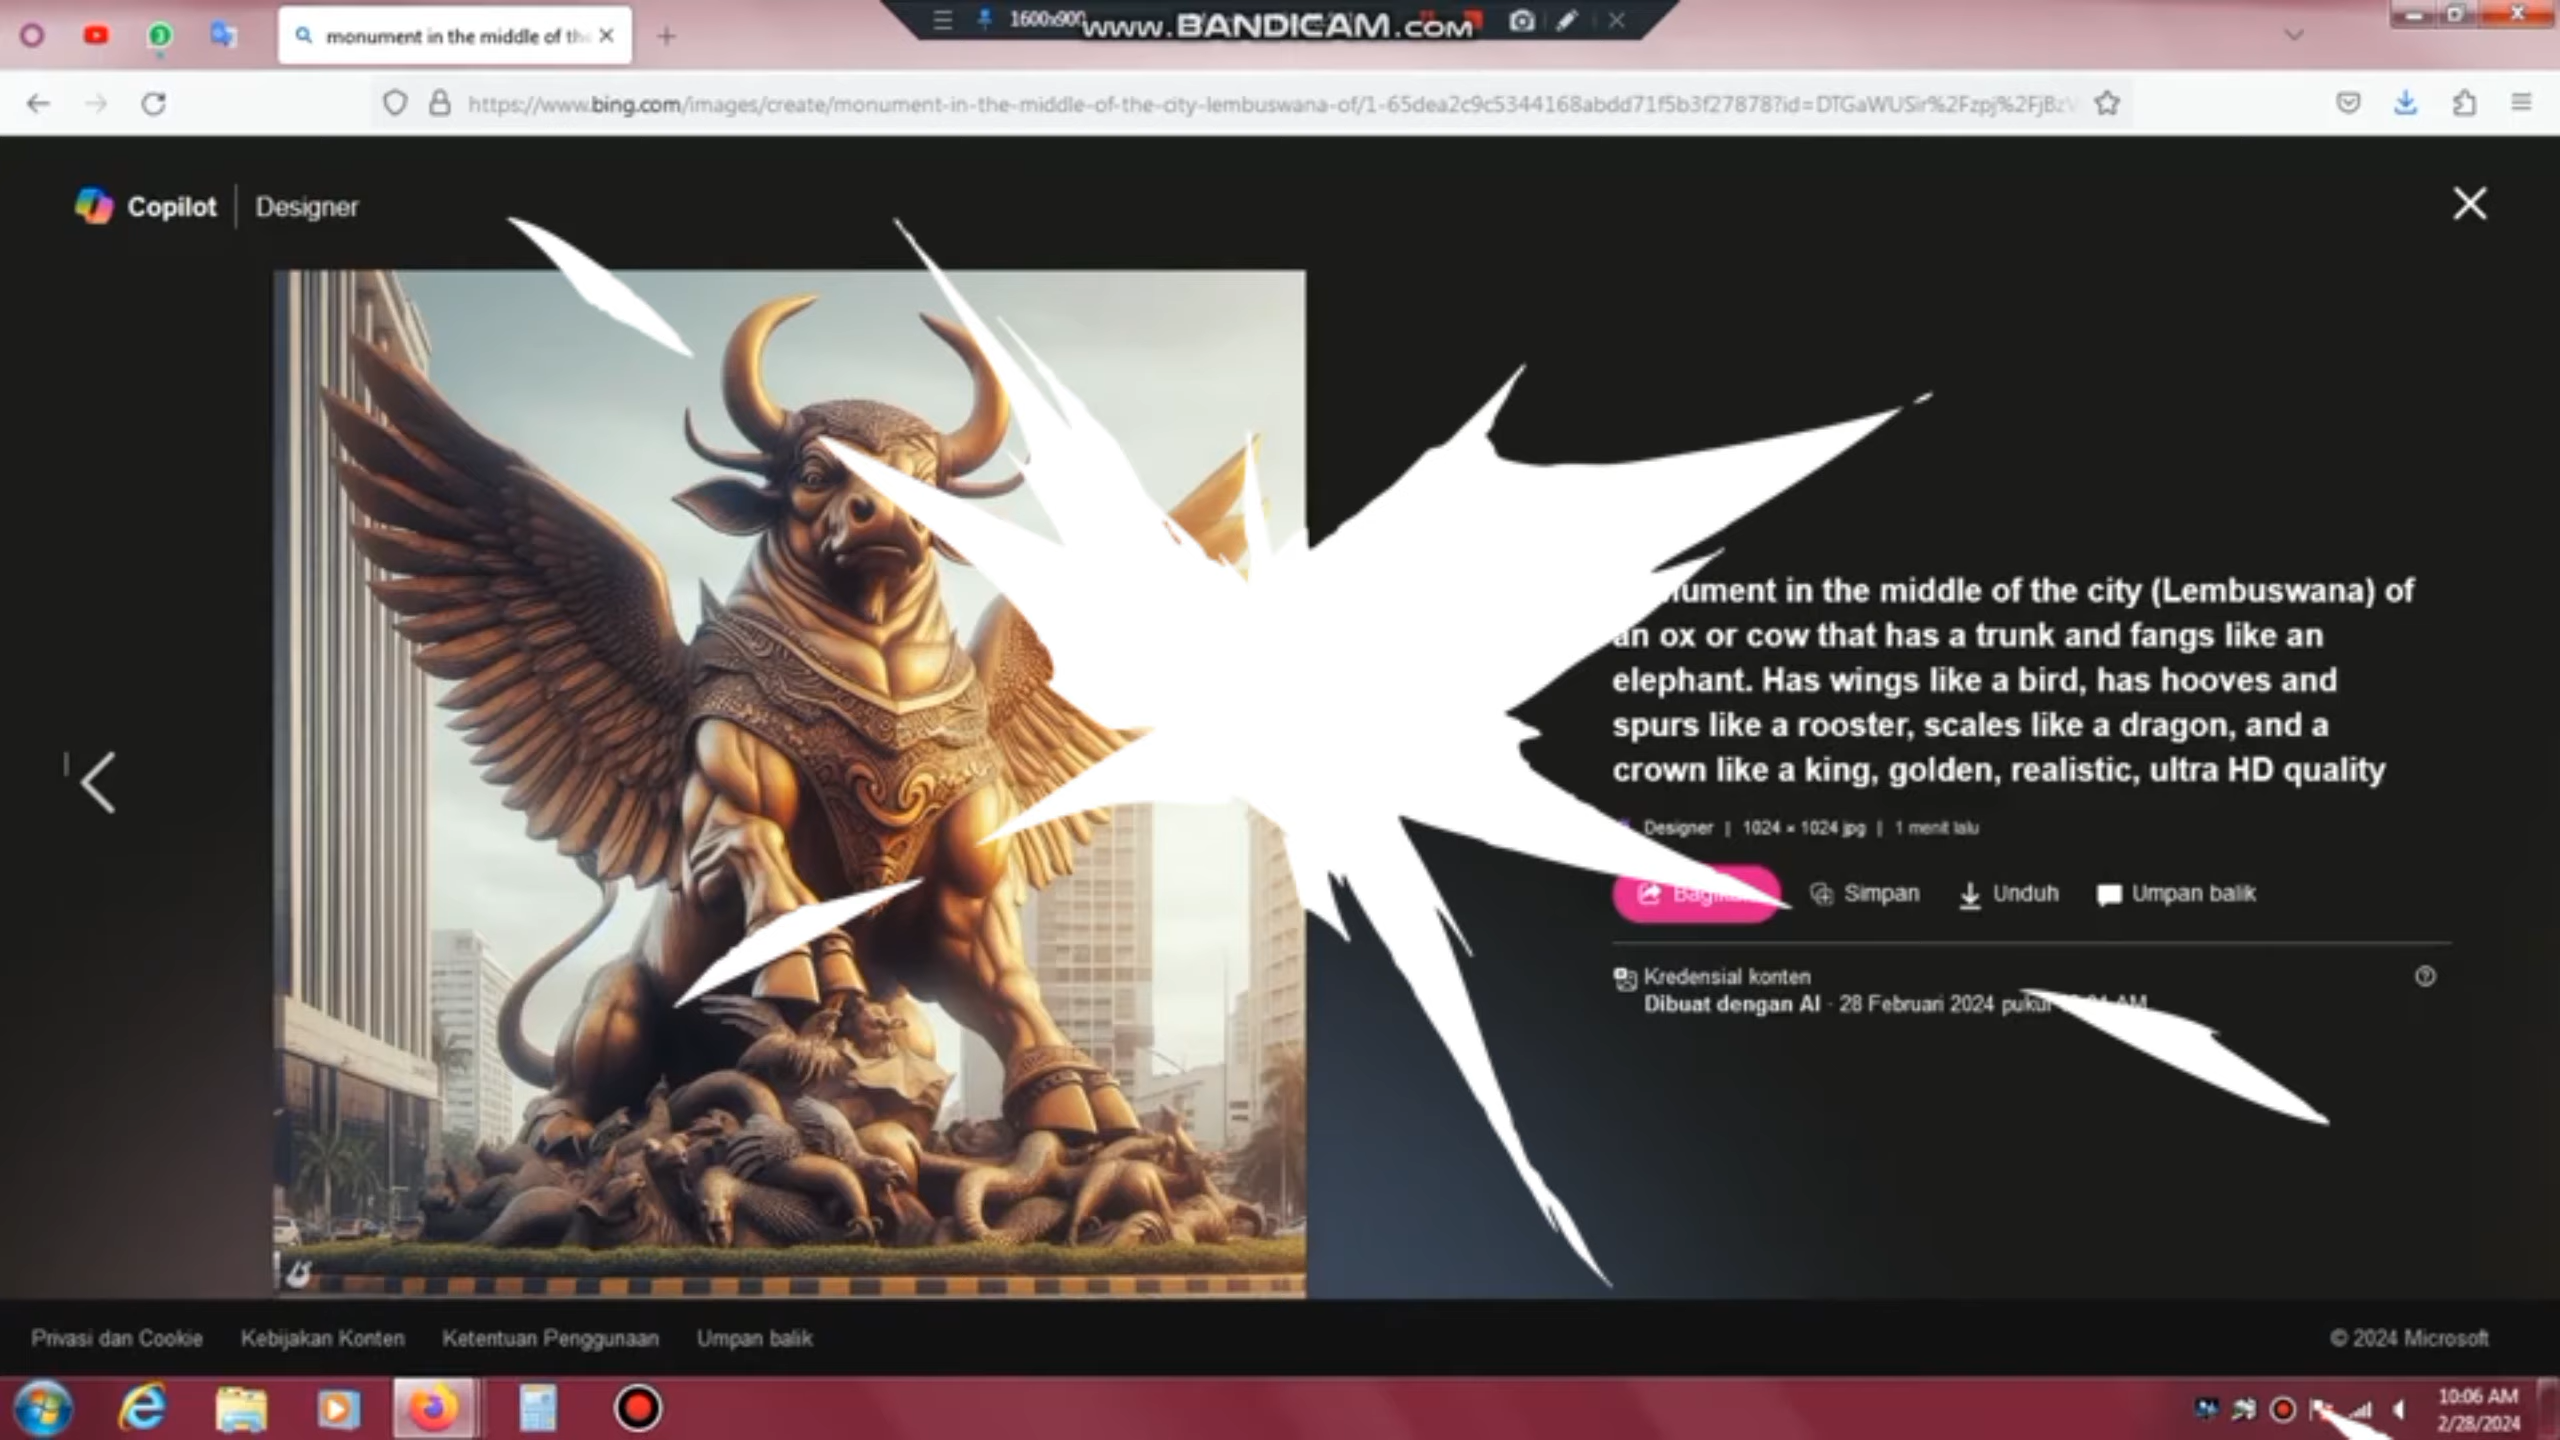 monument in the middle of th
1600x900
www.BANDICAM.com
https://www.bing.com/images/create/monument-in-the-middle-of-the-city-lembuswana-of/1-65dea2c9c5344168abdd71f5b3f27878?id=DTGaWUSir%2Fzpj%2FjBzV
Copilot | Designer
ument in the middle of the city (Lembuswana) of
an ox or cow that has a trunk and fangs like an
elephant. Has wings like a bird, has hooves and
spurs like a rooster, scales like a dragon, and a
crown like a king, golden, realistic, ultra HD quality
Designer | 1024 × 1024 jpg | 1 menit lalu
Simpan Unduh Umpan balik
Kredensial konten
Dibuat dengan AI · 28 Februari 2024 pukul AM
Privasi dan Cookie Kebijakan Konten Ketentuan Penggunaan Umpan balik
© 2024 Microsoft
10:06 AM
2/28/2024